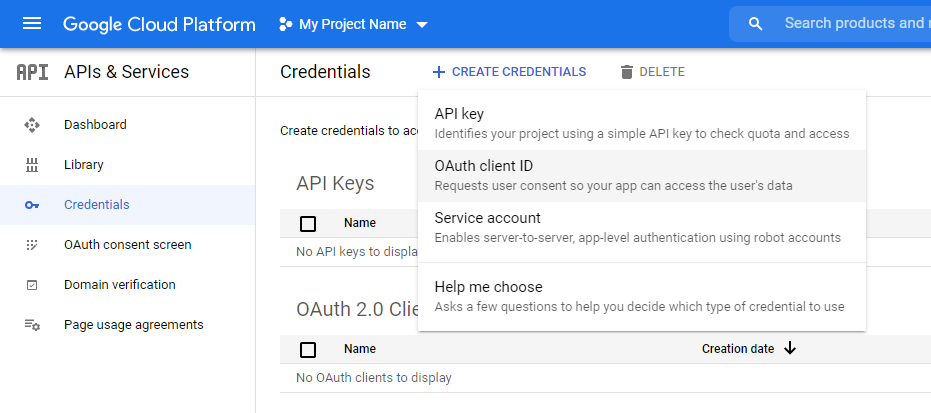 Google Cloud Platform
My Project Name
Search products and
API
APIs & Services
Credentials
CREATE CREDENTIALS
DELETE
Dashboard
Library
Credentials
OAuth consent screen
Domain verification
Page usage agreements
Create credentials to
API key
Identifies your project using a simple API key to check quota and access
OAuth client ID
Requests user consent so your app can access the user's data
Service account
Enables server-to-server, app-level authentication using robot accounts
Help me choose
Asks a few questions to help you decide which type of credential to use
API Keys
Name
No API keys to displa
OAuth 2.0 Clie
Name
Creation date
No OAuth clients to display